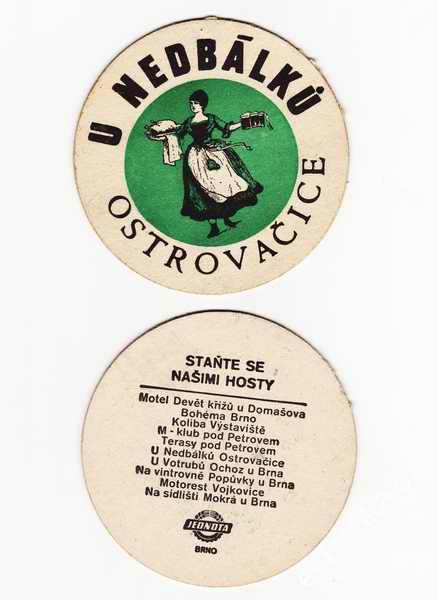 U NEDBÁLKŮ
OSTROVAČICE
STAŇTE SE
NAŠIMI HOSTY
Motel Devět křížů u Domašova
Bohéma Brno
Koliba Výstaviště
M - klub pod Petrovem
Terasy pod Petrovem
U Nedbálků Ostrovačice
U Votrubů Ochoz u Brna
Na vintrovně Popůvky u Brna
Motorest Vojkovice
Na sídlišti Mokrá u Brna
JEDNOTA
BRNO